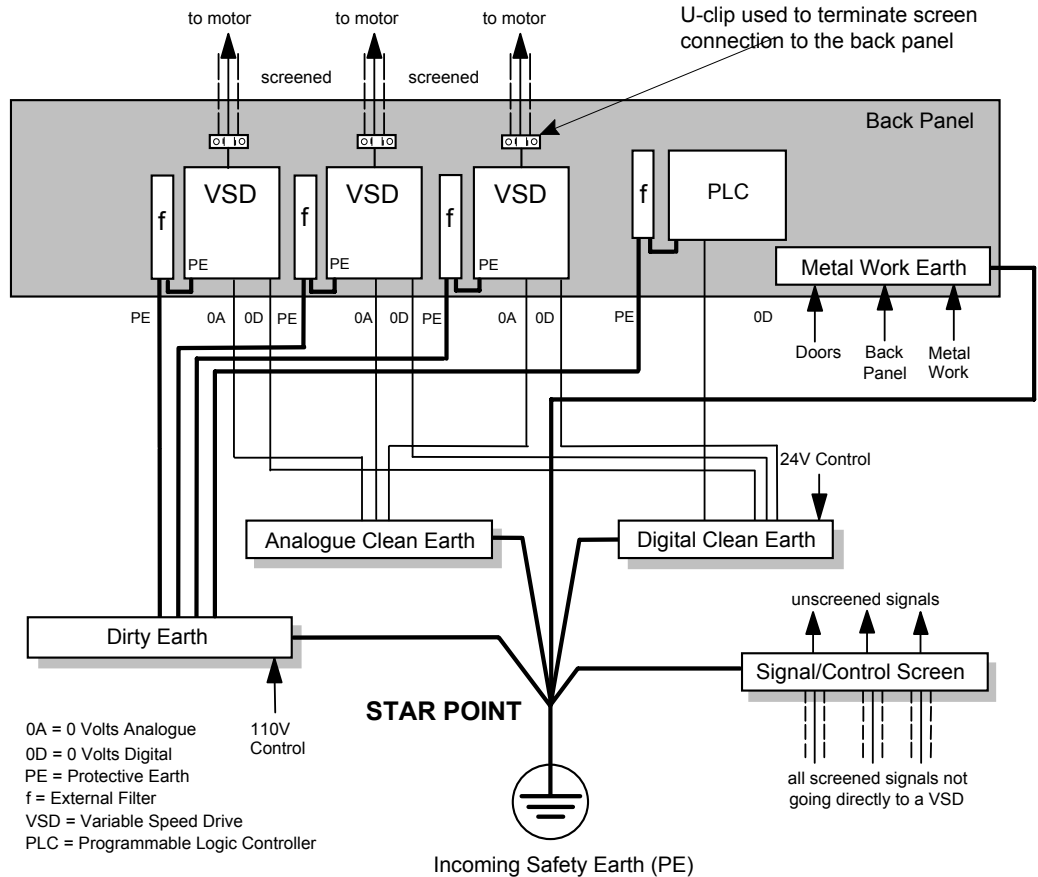 to motor
to motor
to motor
U-clip used to terminate screen
connection to the back panel
screened
screened
Back Panel
VSD
VSD
VSD
PLC
f
f
f
f
PE
PE
PE
Metal Work Earth
PE
0A
0D
PE
0A
0D
PE
0A
0D
PE
0D
Doors
Back
Panel
Metal
Work
24V Control
Analogue Clean Earth
Digital Clean Earth
unscreened signals
Dirty Earth
Signal/Control Screen
STAR POINT
110V
Control
0A = 0 Volts Analogue
0D = 0 Volts Digital
PE = Protective Earth
f = External Filter
VSD = Variable Speed Drive
PLC = Programmable Logic Controller
all screened signals not
going directly to a VSD
Incoming Safety Earth (PE)